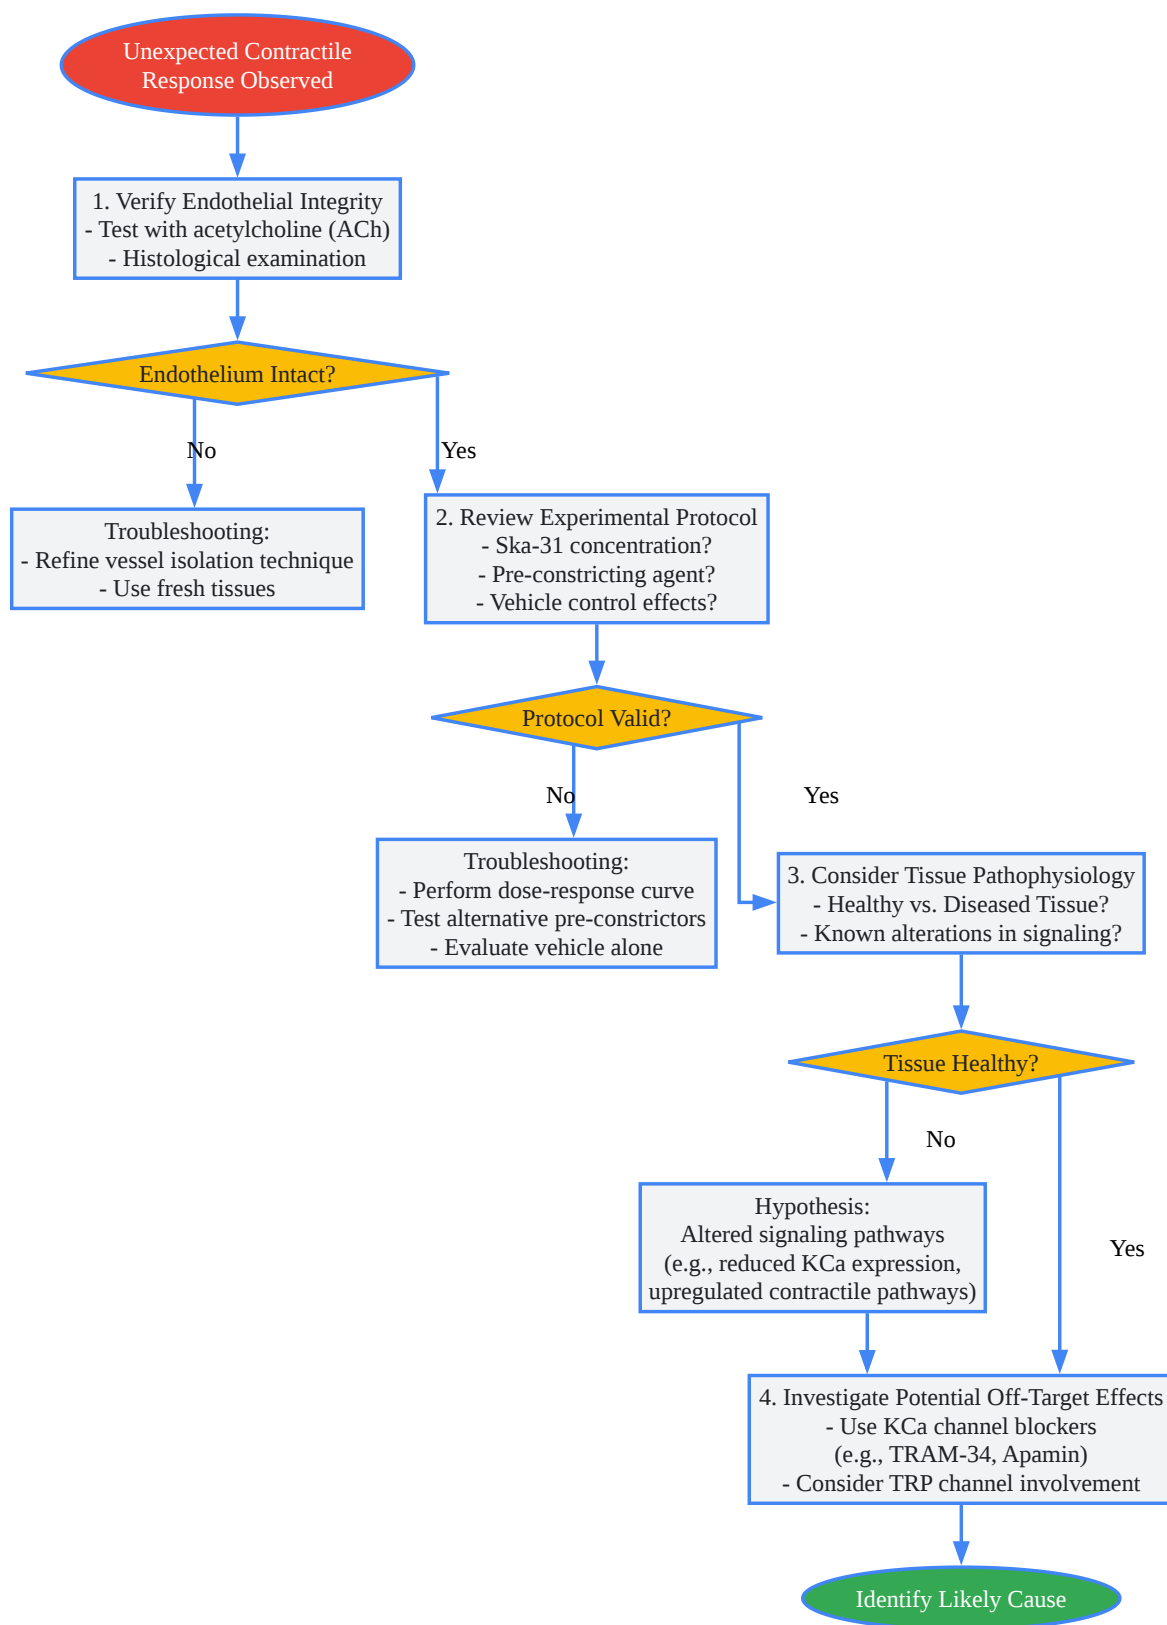 Unexpected Contractile
Response Observed
1. Verify Endothelial Integrity
- Test with acetylcholine (ACh)
- Histological examination
Endothelium Intact?
No
Yes
Troubleshooting:
- Refine vessel isolation technique
- Use fresh tissues
2. Review Experimental Protocol
- Ska-31 concentration?
- Pre-constricting agent?
- Vehicle control effects?
Protocol Valid?
No
Yes
Troubleshooting:
- Perform dose-response curve
- Test alternative pre-constrictors
- Evaluate vehicle alone
3. Consider Tissue Pathophysiology
- Healthy vs. Diseased Tissue?
- Known alterations in signaling?
Tissue Healthy?
No
Hypothesis:
Altered signaling pathways
(e.g., reduced KCa expression,
upregulated contractile pathways)
Yes
4. Investigate Potential Off-Target Effects
- Use KCa channel blockers
(e.g., TRAM-34, Apamin)
- Consider TRP channel involvement
Identify Likely Cause